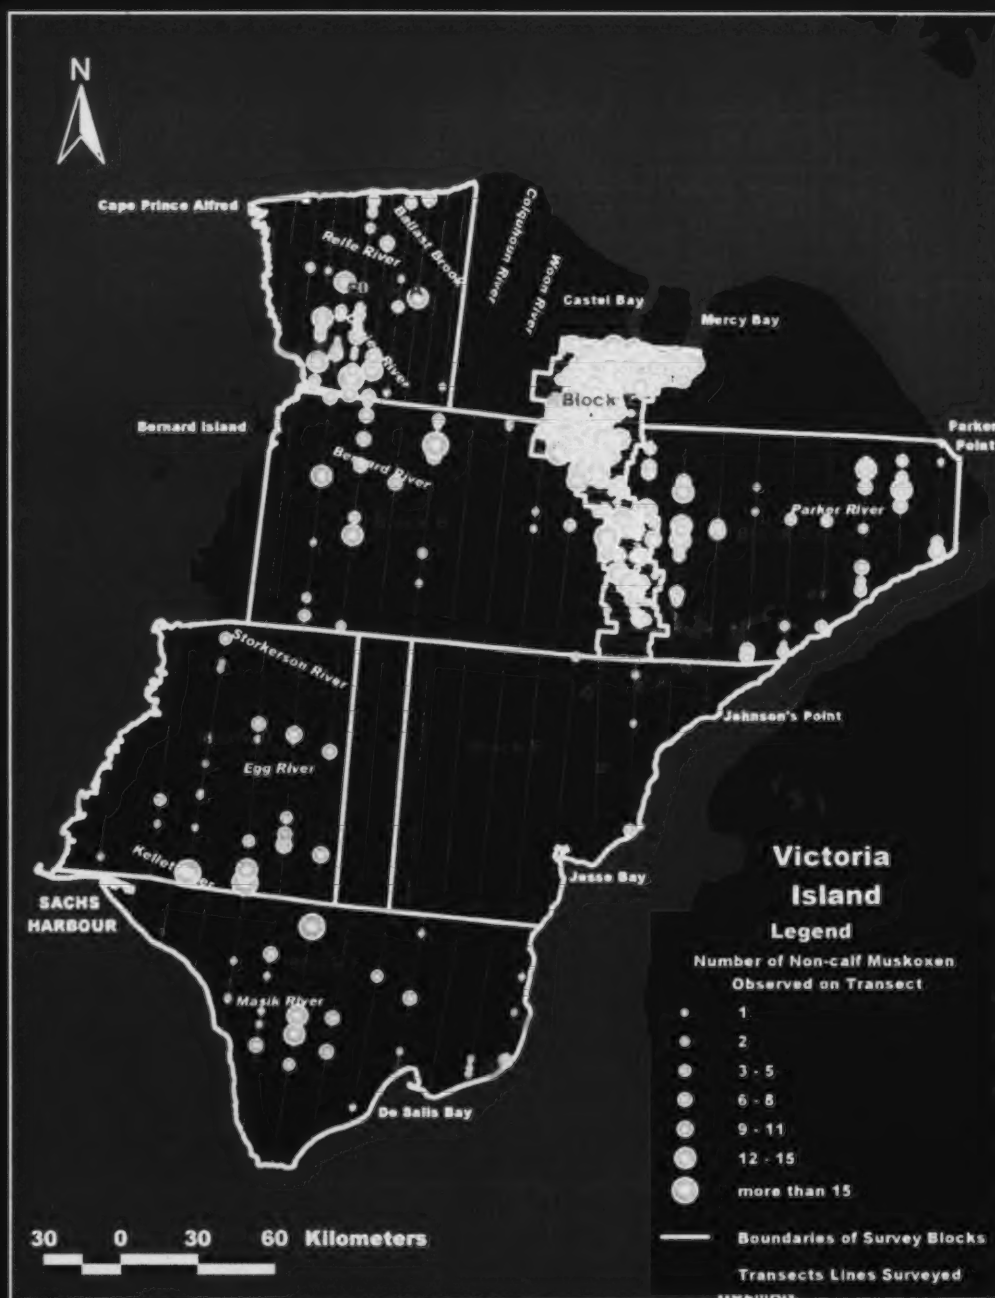 N
Cape Prince Alfred
Ballast Brook
Colquhoun River
Woon River
Castel Bay
Mercy Bay
River
Block
Bernard Island
Parker
Point
Bernard River
Parker River
Storkerson River
Johnson's Point
Egg River
SACHS
HARBOUR
Jesse Bay
Masik River
De Salis Bay
Victoria
Island
Legend
Number of Non-calf Muskoxen
Observed on Transect
1
2
3 - 5
6 - 8
9 - 11
12 - 15
more than 15
Boundaries of Survey Blocks
Transects Lines Surveyed
30 0 30 60 Kilometers